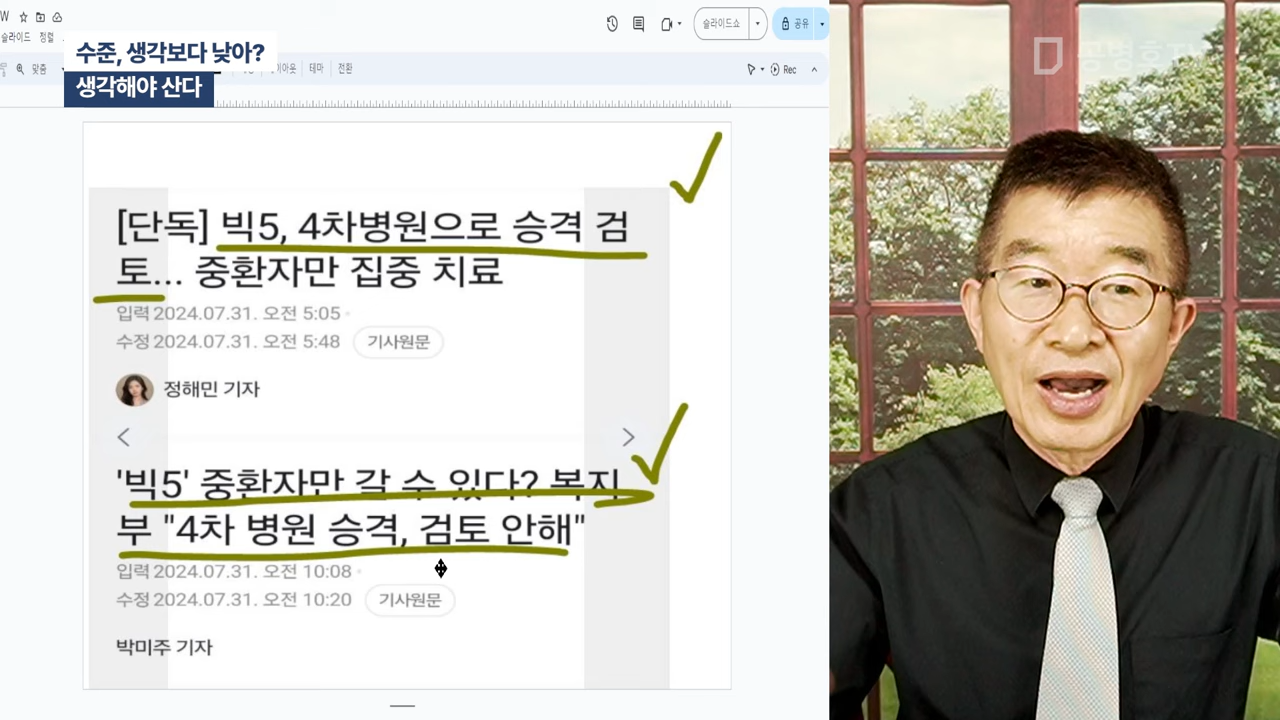 W
슬라이드 정렬
수준, 생각보다 낮아?
생각해야 산다
맞춤
테마
전환
슬라이드쇼
공유
Rec
[단독] 빅5, 4차병원으로 승격 검
토... 중환자만 집중 치료
입력 2024.07.31. 오전 5:05
수정 2024.07.31. 오전 5:48 기사원문
정해민 기자
'빅5' 중환자만 갈 수 있다? 복지
부 "4차 병원 승격, 검토 안해"
입력 2024.07.31. 오전 10:08
수정 2024.07.31. 오전 10:20 기사원문
박미주 기자